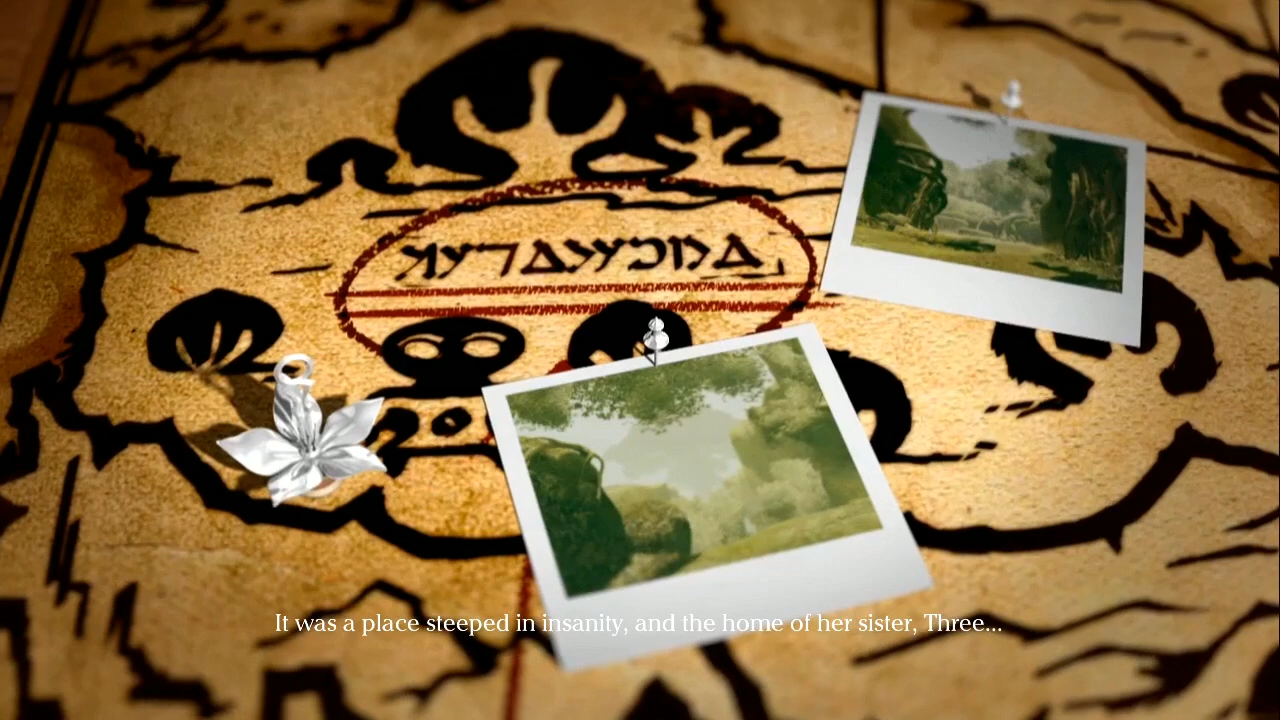 It was a place steeped in insanity, and the home of her sister, Three...